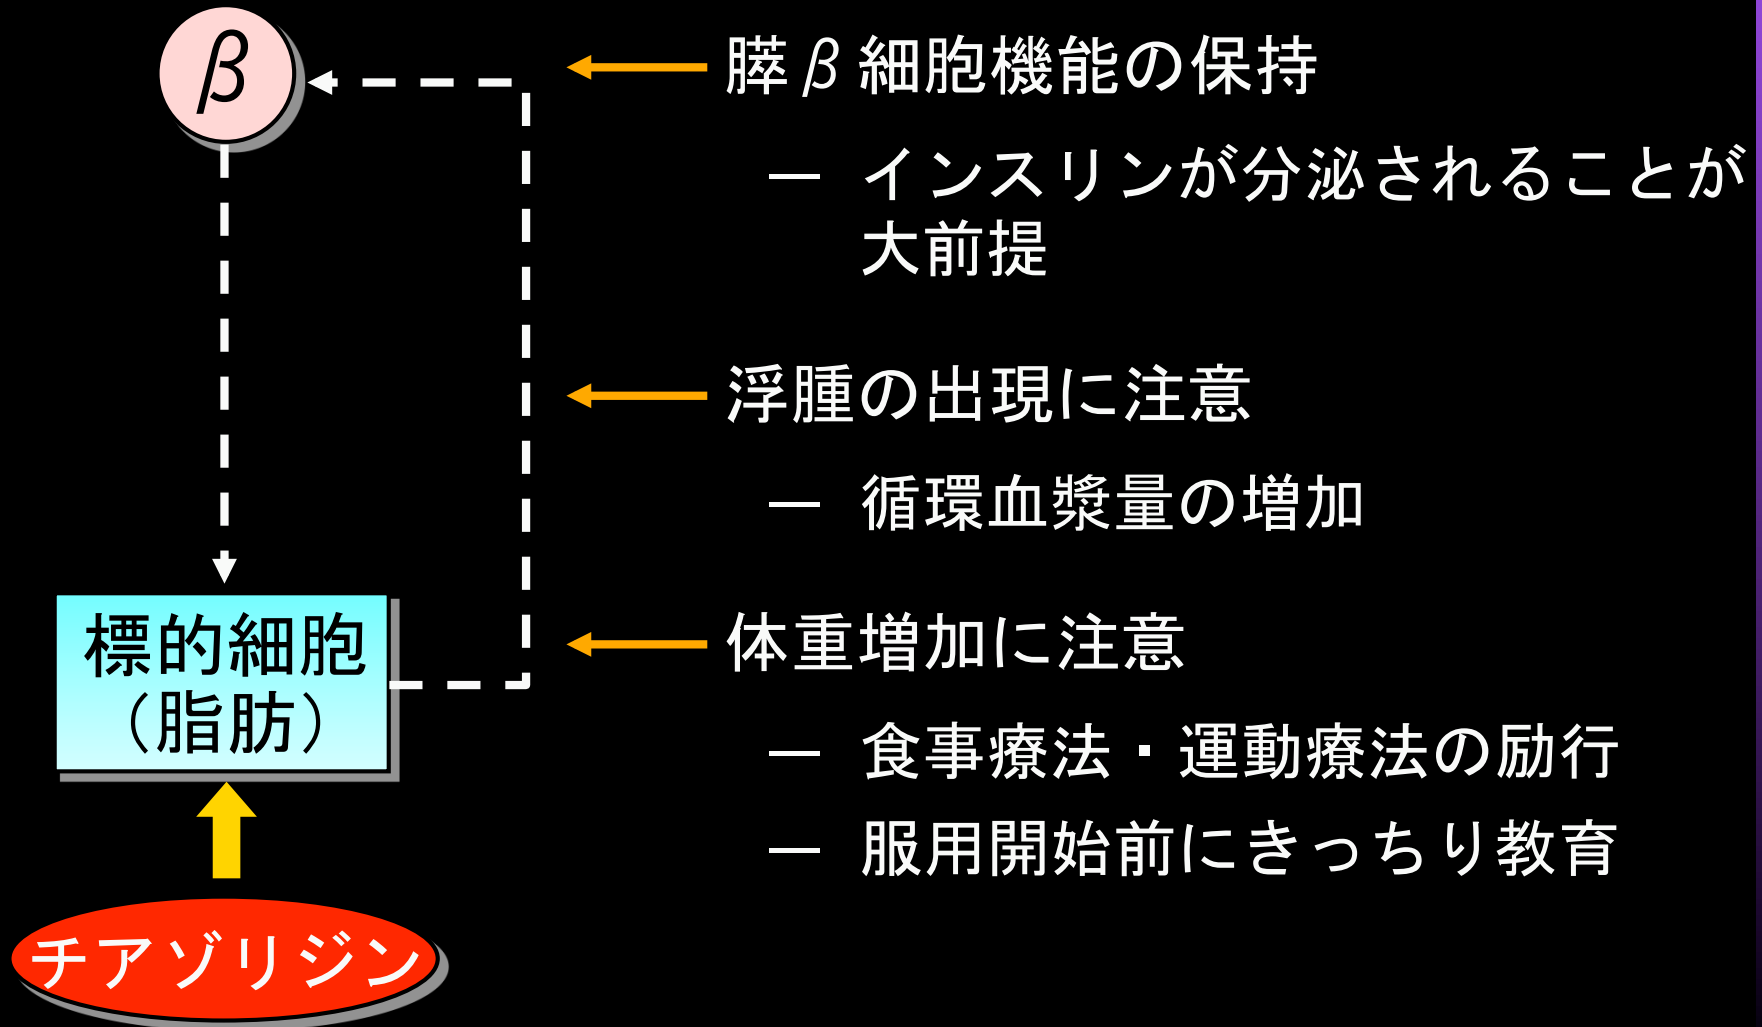 β
膵β細胞機能の保持
― インスリンが分泌されることが
大前提
浮腫の出現に注意
― 循環血漿量の増加
体重増加に注意
― 食事療法・運動療法の励行
― 服用開始前にきっちり教育
標的細胞
（脂肪）
チアゾリジン